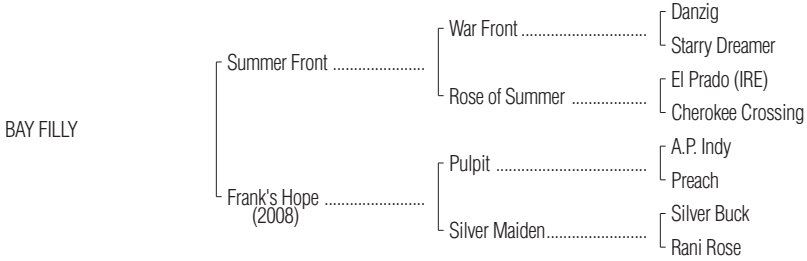 Danzig
War Front ................................
Starry Dreamer
Summer Front .......................
El Prado (IRE)
Rose of Summer ...................
Cherokee Crossing
BAY FILLY
A.P. Indy
Pulpit ......................................
Preach
Frank's Hope .........................
(2008)
Silver Buck
Silver Maiden.........................
Rani Rose